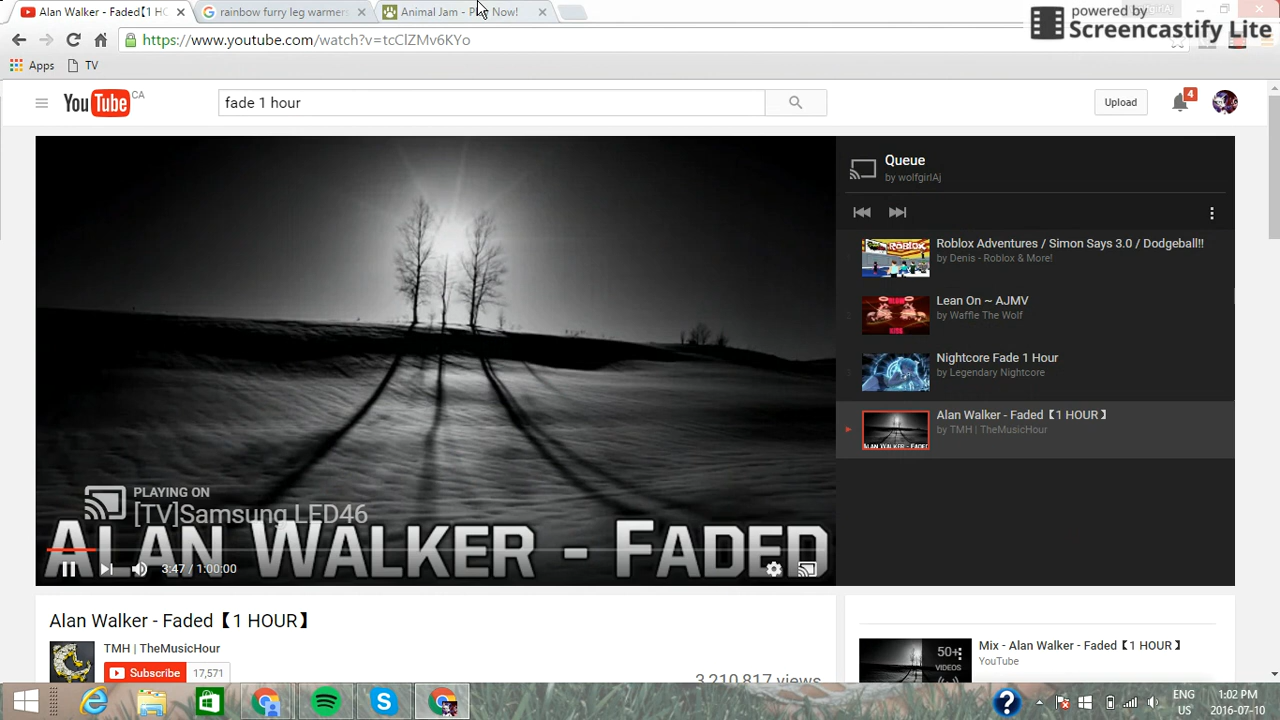 Alan Walker - Faded【1 HO
rainbow furry leg warmers
Animal Jam - Play Now!
powered by
Screencastify Lite
https://www.youtube.com/watch
Apps
TV
YouTube CA
fade 1 hour
Upload
4
Queue
by wolfgirlAj
Roblox Adventures / Simon Says 3.0 / Dodgeball!!
by Denis - Roblox & More!
Lean On ~ AJMV
by Waffle The Wolf
Nightcore Fade 1 Hour
by Legendary Nightcore
Alan Walker - Faded【1 HOUR】
by TMH | TheMusicHour
PLAYING ON
[TV]Samsung LED46
ALAN WALKER - FADED
3:47 / 1:00:00
Alan Walker - Faded【1 HOUR】
TMH | TheMusicHour
Subscribe
17,571
3,210,817 views
50+
VIDEOS
Mix - Alan Walker - Faded【1 HOUR】
YouTube
ENG
US
1:02 PM
2016-07-10